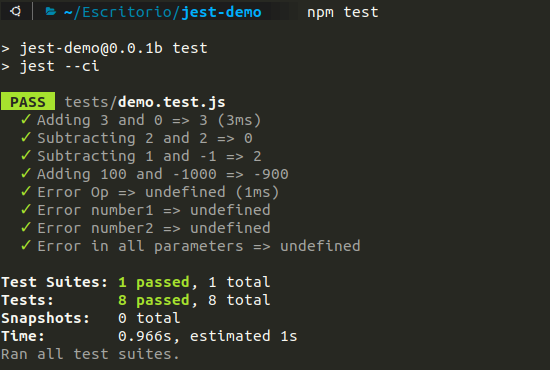 ~/Escritorio/jest-demo npm test
> jest-demo@0.0.1b test
> jest --ci
PASS tests/demo.test.js
✓ Adding 3 and 0 => 3 (3ms)
✓ Subtracting 2 and 2 => 0
✓ Subtracting 1 and -1 => 2
✓ Adding 100 and -1000 => -900
✓ Error Op => undefined (1ms)
✓ Error number1 => undefined
✓ Error number2 => undefined
✓ Error in all parameters => undefined
Test Suites: 1 passed, 1 total
Tests: 8 passed, 8 total
Snapshots: 0 total
Time: 0.966s, estimated 1s
Ran all test suites.